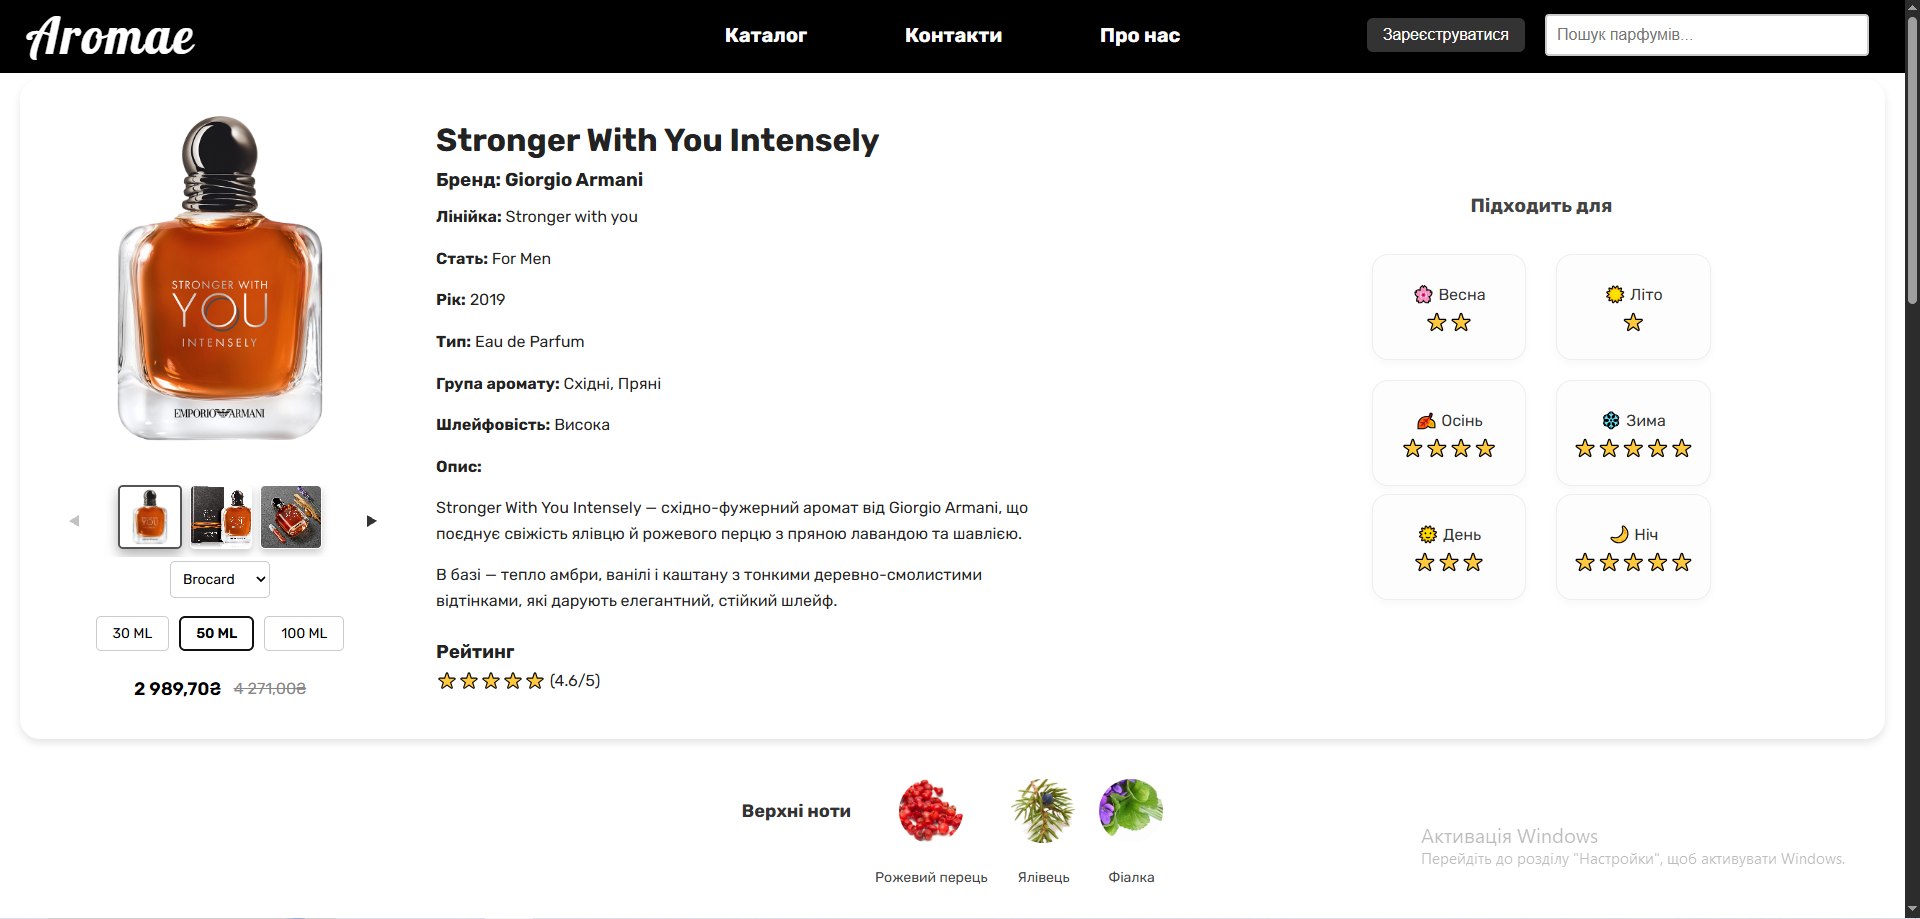 Aromae
Каталог
Контакти
Про нас
Зареєструватися
Пошук парфумів...
STRONGER WITH
YOU
INTENSELY
EMPORIO ARMANI
Brocard
30 ML
50 ML
100 ML
2 989,70₴ 4 271,00₴
Stronger With You Intensely
Бренд: Giorgio Armani
Лінійка: Stronger with you
Стать: For Men
Рік: 2019
Тип: Eau de Parfum
Група аромату: Східні, Пряні
Шлейфовість: Висока
Опис:
Stronger With You Intensely — східно-фужерний аромат від Giorgio Armani, що
поєднує свіжість ялівцю й рожевого перцю з пряною лавандою та шавлією.
В базі — тепло амбри, ванілі і каштану з тонкими деревно-смолистими
відтінками, які дарують елегантний, стійкий шлейф.
Рейтинг
(4.6/5)
Підходить для
Весна
Літо
Осінь
Зима
День
Ніч
Верхні ноти
Рожевий перець
Ялівець
Фіалка
Активація Windows
Перейдіть до розділу "Настройки", щоб активувати Windows.